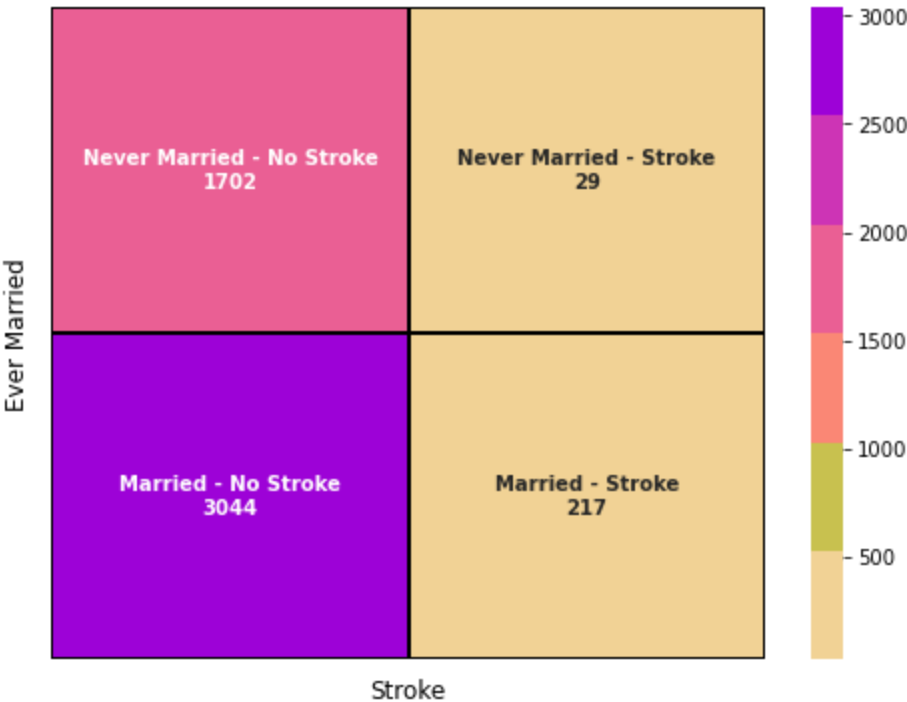 Never Married - No Stroke
1702
Never Married - Stroke
29
Married - No Stroke
3044
Married - Stroke
217
Ever Married
Stroke
3000
2500
2000
1500
1000
500